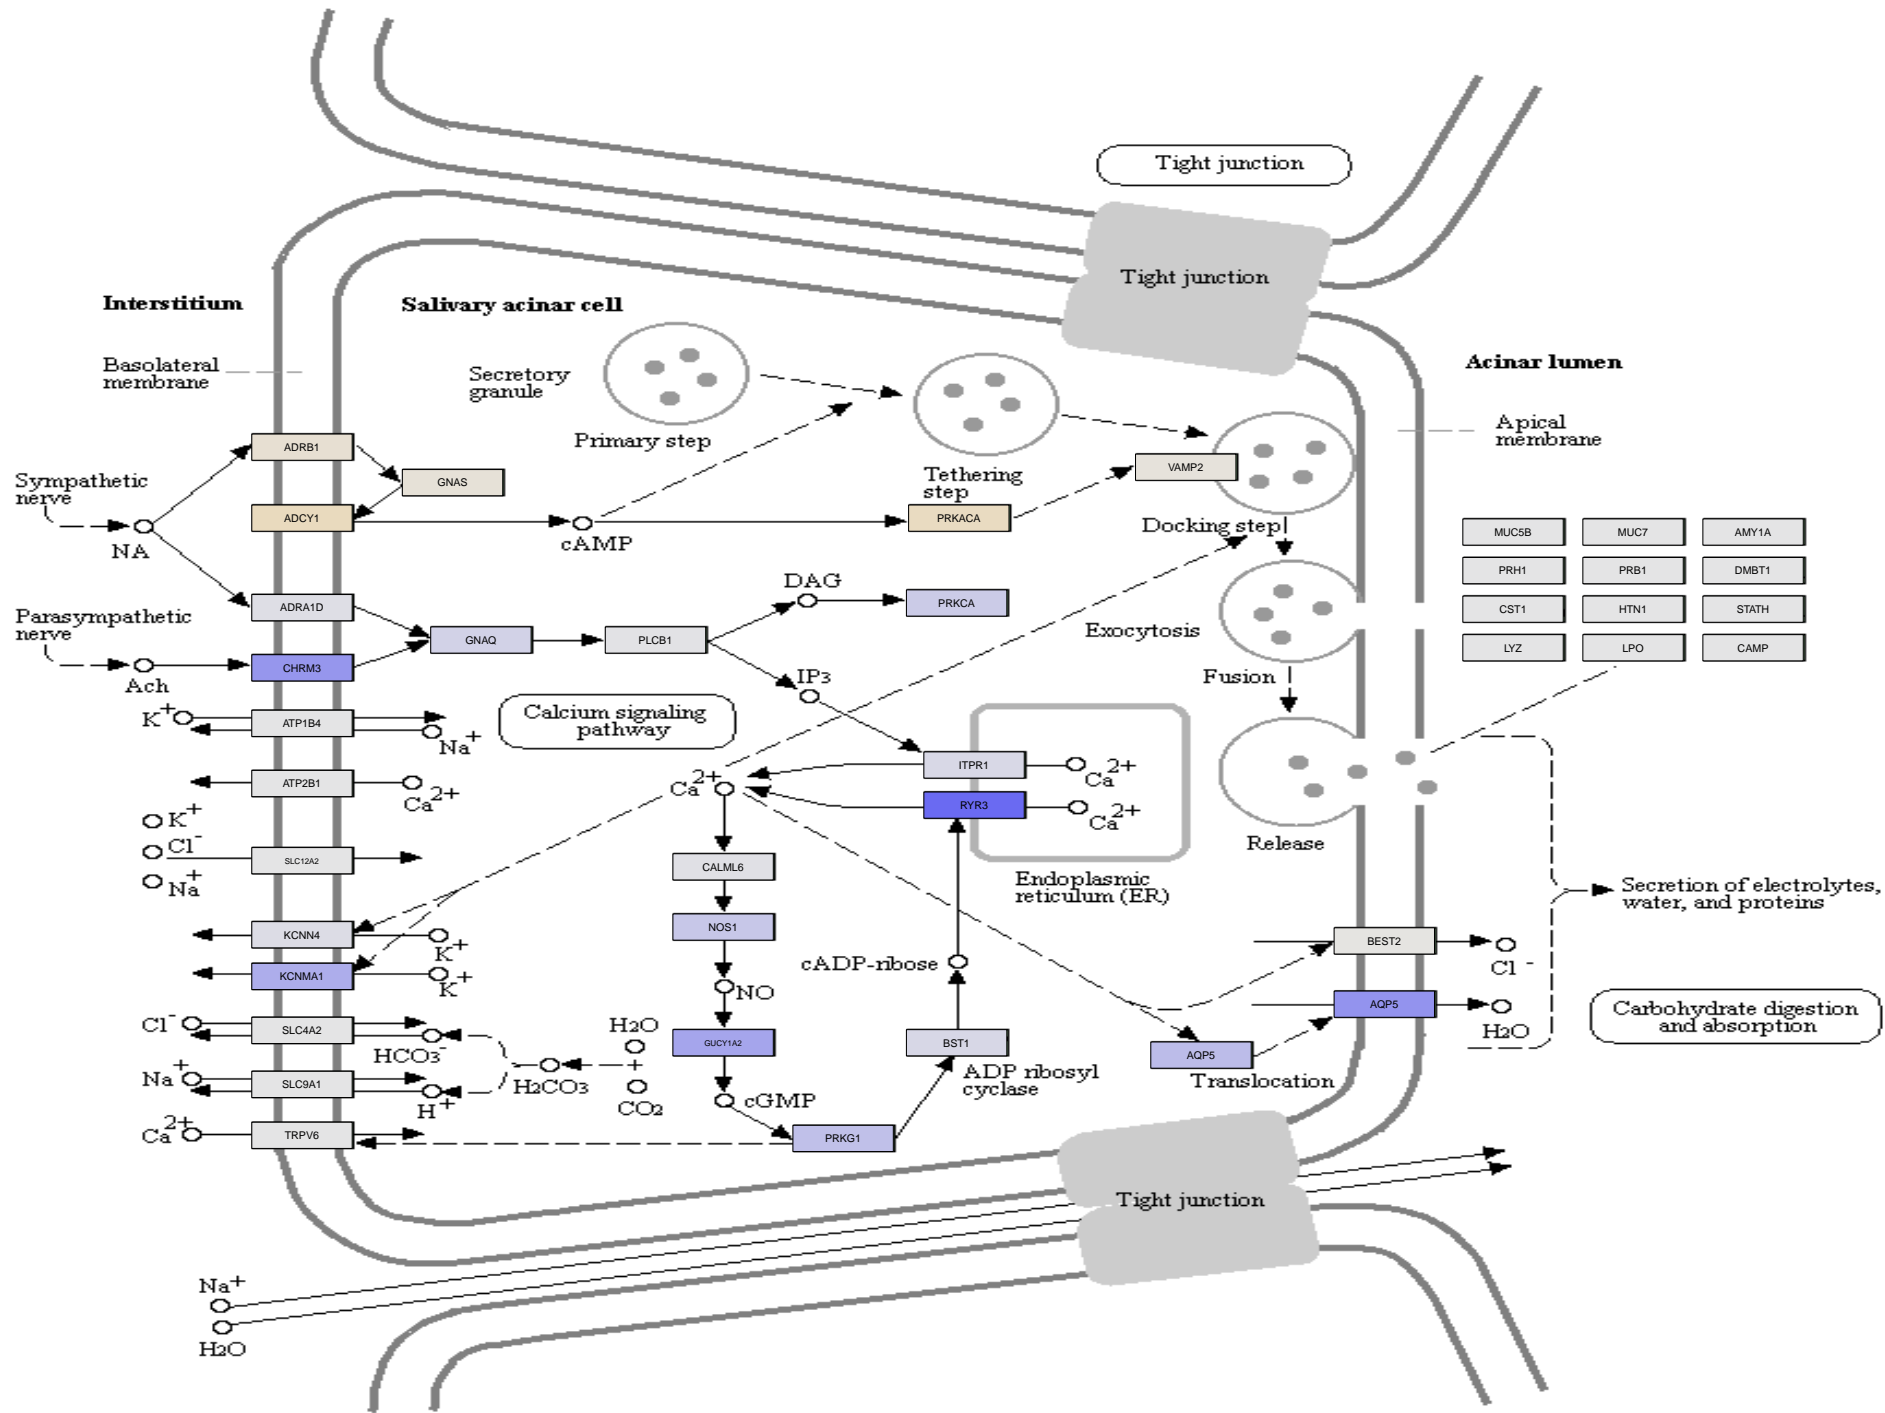 Tight junction
Tight junction
Interstitium
Salivary acinar cell
Basolateral
membrane
Secretory
granule
Primary step
Acinar lumen
Apical
membrane
ADRB1
GNAS
Sympathetic
nerve
ADCY1
NA
cAMP
Tethering
step
PRKACA
VAMP2
Docking step
MUC5B
MUC7
AMY1A
PRH1
PRB1
DMBT1
CST1
HTN1
STATH
LYZ
LPO
CAMP
ADRA1D
DAG
PRKCA
Parasympathetic
nerve
GNAQ
PLCB1
Exocytosis
CHRM3
Ach
IP3
Fusion
K+
ATP1B4
Na+
Calcium signaling
pathway
ITPR1
Ca2+
ATP2B1
Ca2+
Ca2+
RYR3
Ca2+
K+
Cl-
SLC12A2
Na+
CALML6
Release
Endoplasmic
reticulum (ER)
Secretion of electrolytes,
water, and proteins
KCNN4
K+
NOS1
BEST2
Cl-
KCNMA1
K+
cADP-ribose
NO
AQP5
H2O
Carbohydrate digestion
and absorption
Cl-
SLC4A2
HCO3-
H2O
GUCY1A2
BST1
AQP5
Translocation
Na+
SLC9A1
H+
H2CO3
+
CO2
ADP ribosyl
cyclase
cGMP
Ca2+
TRPV6
PRKG1
Tight junction
Na+
H2O